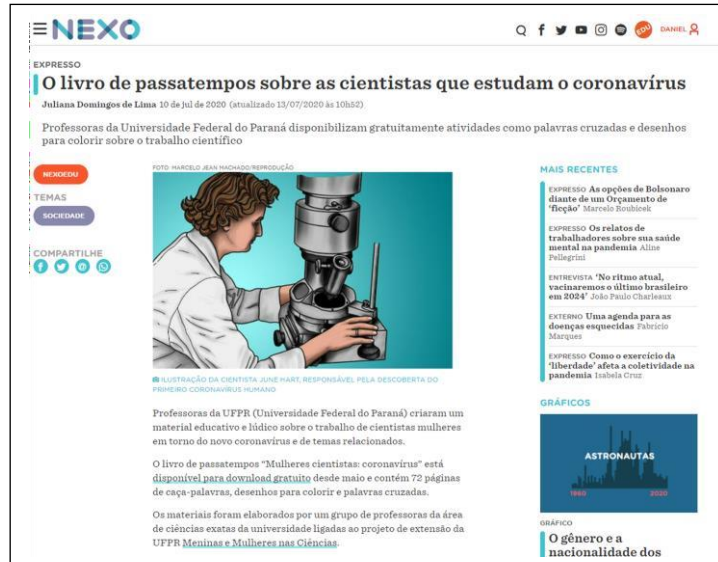 NEXO
EDU
DANIEL
EXPRESSO
O livro de passatempos sobre as cientistas que estudam o coronavírus
Juliana Domingos de Lima 10 de jul de 2020 (atualizado 13/07/2020 às 10h52)
Professoras da Universidade Federal do Paraná disponibilizam gratuitamente atividades como palavras cruzadas e desenhos
para colorir sobre o trabalho científico
NEXOEDU
TEMAS
SOCIEDADE
COMPARTILHE
FOTO: MARCELO JEAN MACHADO/REPRODUÇÃO
ILUSTRAÇÃO DA CIENTISTA JUNE HART, RESPONSÁVEL PELA DESCOBERTA DO
PRIMEIRO CORONAVÍRUS HUMANO
Professoras da UFPR (Universidade Federal do Paraná) criaram um
material educativo e lúdico sobre o trabalho de cientistas mulheres
em torno do novo coronavírus e de temas relacionados.
O livro de passatempos “Mulheres cientistas: coronavírus” está
disponível para download gratuito desde maio e contém 72 páginas
de caça-palavras, desenhos para colorir e palavras cruzadas.
Os materiais foram elaborados por um grupo de professoras da área
de ciências exatas da universidade ligadas ao projeto de extensão da
UFPR Meninas e Mulheres nas Ciências.
MAIS RECENTES
EXPRESSO As opções de Bolsonaro
diante de um Orçamento de
‘ficção’ Marcelo Roubicek
EXPRESSO Os relatos de
trabalhadores sobre sua saúde
mental na pandemia Aline
Pellegrini
ENTREVISTA ‘No ritmo atual,
vacinaremos o último brasileiro
em 2024’ João Paulo Charleaux
EXTERNO Uma agenda para as
doenças esquecidas Fabrício
Marques
EXPRESSO Como o exercício da
‘liberdade’ afeta a coletividade na
pandemia Isabela Cruz
GRÁFICOS
ASTRONAUTAS
1960 2020
GRÁFICO
O gênero e a
nacionalidade dos